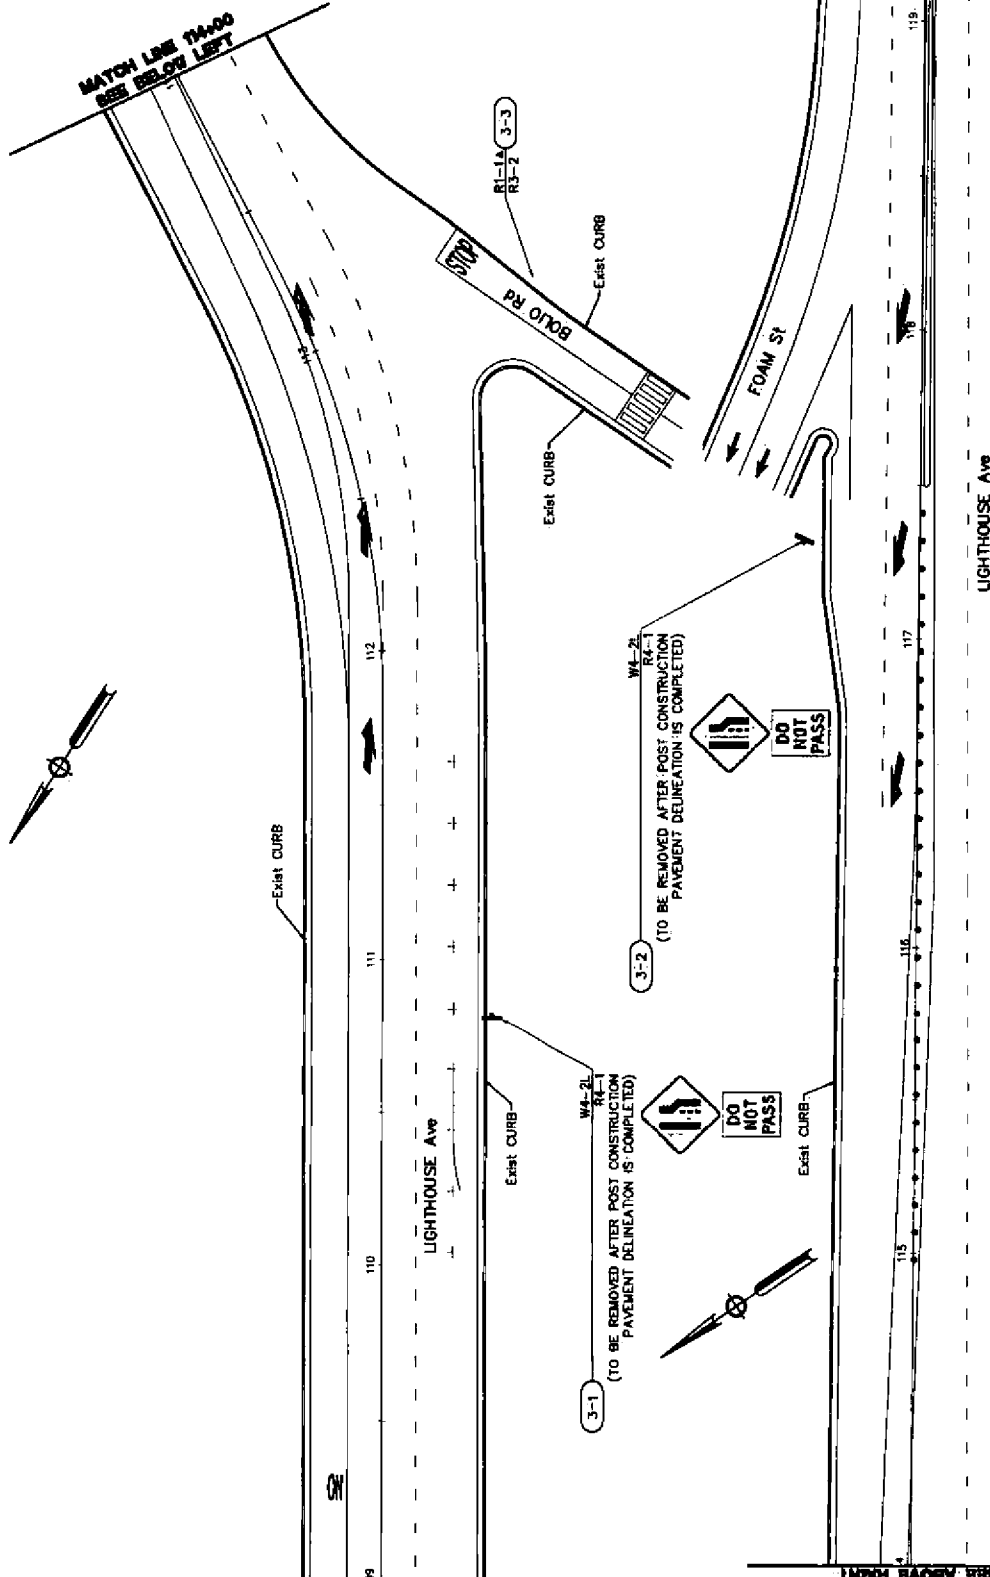 MATCH LINE 114+00
SEE BELOW LEFT
R1-1
R3-2
3-3
STOP
BOLIO Rd
Exist CURB
Exist CURB
FOAM St
119
118
113
112
117
LIGHTHOUSE Ave
W4-2L
R4-1
(TO BE REMOVED AFTER POST CONSTRUCTION
PAVEMENT DELINEATION IS COMPLETED)
3-2
DO
NOT
PASS
Exist CURB
111
116
LIGHTHOUSE Ave
Exist CURB
W4-2L
R4-1
(TO BE REMOVED AFTER POST CONSTRUCTION
PAVEMENT DELINEATION IS COMPLETED)
3-1
DO
NOT
PASS
Exist CURB
110
115